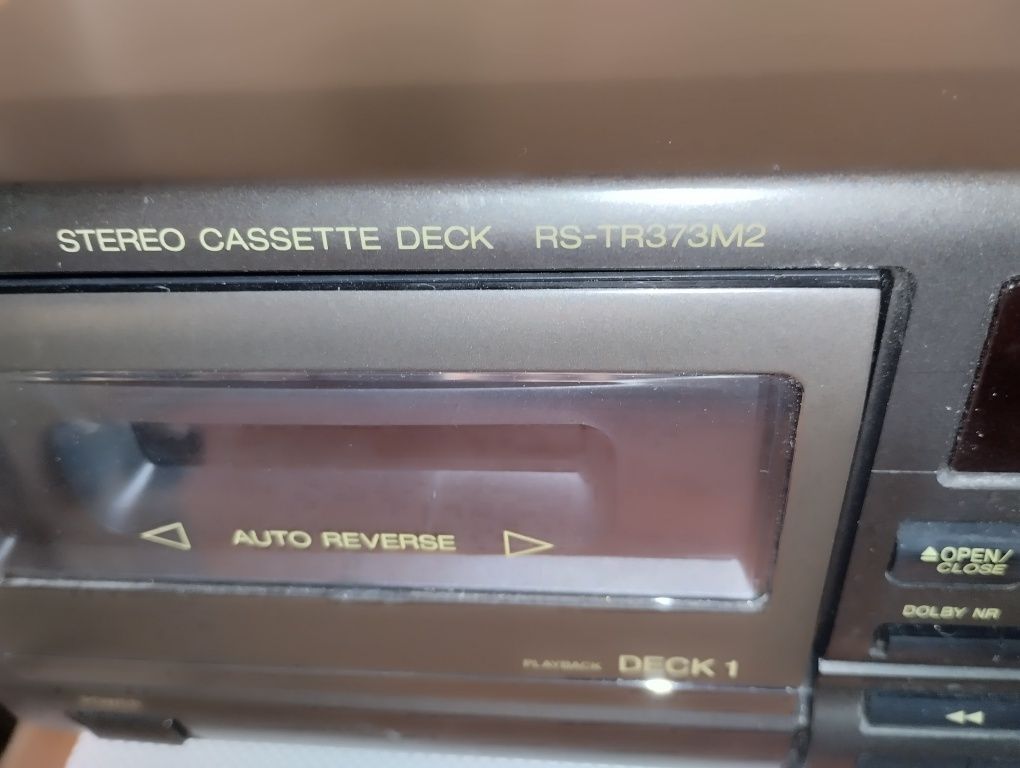 STEREO CASSETTE DECK RS-TR373M2
◁ AUTO REVERSE ▷
▲OPEN/
CLOSE
DOLBY NR
PLAYBACK DECK 1
◀◀